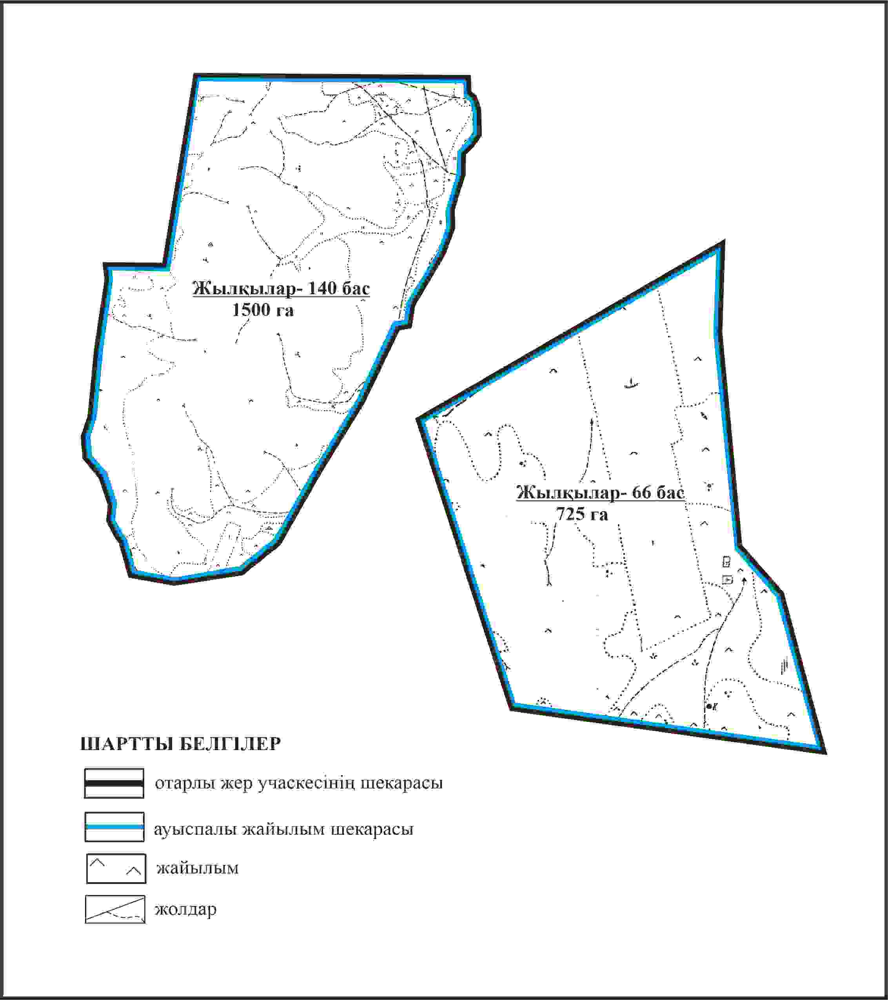 Жылқылар- 140 бас
1500 га
Жылқылар- 66 бас
725 га
К
ШАРТТЫ БЕЛГІЛЕР
отарлы жер учаскесінің шекарасы
ауыспалы жайылым шекарасы
жайылым
жолдар